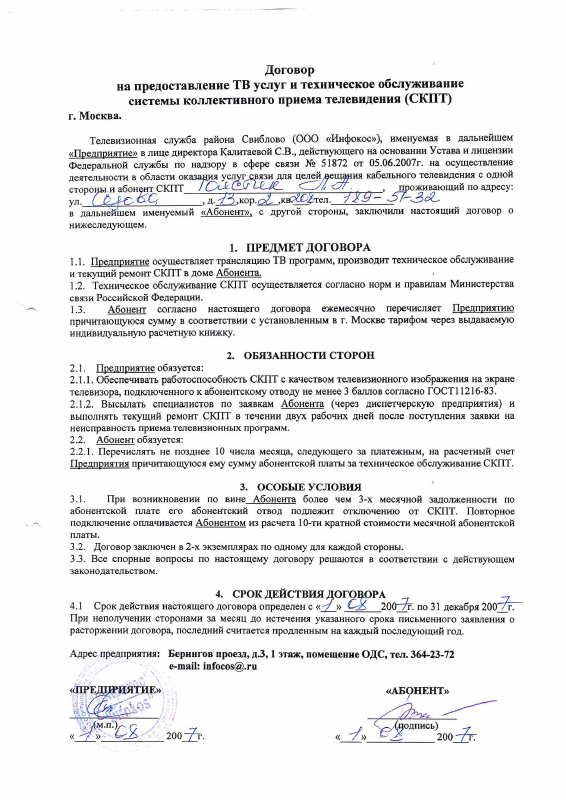 Договор
на предоставление ТВ услуг и техническое обслуживание
системы коллективного приема телевидения (СКПТ)
г. Москва.
Телевизионная служба района Свиблово (ООО «Инфокос»), именуемая в дальнейшем
«Предприятие» в лице директора Калитаевой С.В., действующего на основании Устава и лицензии
Федеральной службы по надзору в сфере связи № 51872 от 05.06.2007г. на осуществление
деятельности в области оказания услуг связи для целей вещания кабельного телевидения с одной
стороны и абонент СКПТ , проживающий по адресу:
ул. , д. 13, кор. 2, кв. тел. 189-51-32
в дальнейшем именуемый «Абонент», с другой стороны, заключили настоящий договор о
нижеследующем.
1. ПРЕДМЕТ ДОГОВОРА
1.1. Предприятие осуществляет трансляцию ТВ программ, производит техническое обслуживание
и текущий ремонт СКПТ в доме Абонента.
1.2. Техническое обслуживание СКПТ осуществляется согласно норм и правилам Министерства
связи Российской Федерации.
1.3. Абонент согласно настоящего договора ежемесячно перечисляет Предприятию
причитающуюся сумму в соответствии с установленным в г. Москве тарифом через выдаваемую
индивидуальную расчетную книжку.
2. ОБЯЗАННОСТИ СТОРОН
2.1. Предприятие обязуется:
2.1.1. Обеспечивать работоспособность СКПТ с качеством телевизионного изображения на экране
телевизора, подключенного к абонентскому отводу не менее 3 баллов согласно ГОСТ11216-83.
2.1.2. Высылать специалистов по заявкам Абонента (через диспетчерскую предприятия) и
выполнять текущий ремонт СКПТ в течении двух рабочих дней после поступления заявки на
неисправность приема телевизионных программ.
2.2. Абонент обязуется:
2.2.1. Перечислять не позднее 10 числа месяца, следующего за платежным, на расчетный счет
Предприятия причитающуюся ему сумму абонентской платы за техническое обслуживание СКПТ.
3. ОСОБЫЕ УСЛОВИЯ
3.1. При возникновении по вине Абонента более чем 3-х месячной задолженности по
абонентской плате его абонентский отвод подлежит отключению от СКПТ. Повторное
подключение оплачивается Абонентом из расчета 10-ти кратной стоимости месячной абонентской
платы.
3.2. Договор заключен в 2-х экземплярах по одному для каждой стороны.
3.3. Все спорные вопросы по настоящему договору решаются в соответствии с действующем
законодательством.
4. СРОК ДЕЙСТВИЯ ДОГОВОРА
4.1 Срок действия настоящего договора определен с «1» 08 2007г. по 31 декабря 2007г.
При неполучении сторонами за месяц до истечения указанного срока письменного заявления о
расторжении договора, последний считается продленным на каждый последующий год.
Адрес предприятия: Берингов проезд, д.3, 1 этаж, помещение ОДС, тел. 364-23-72
e-mail: infocos@.ru
«ПРЕДПРИЯТИЕ» «АБОНЕНТ»
(м.п.) (подпись)
«1» 08 2007г. «1» 08 2007г.